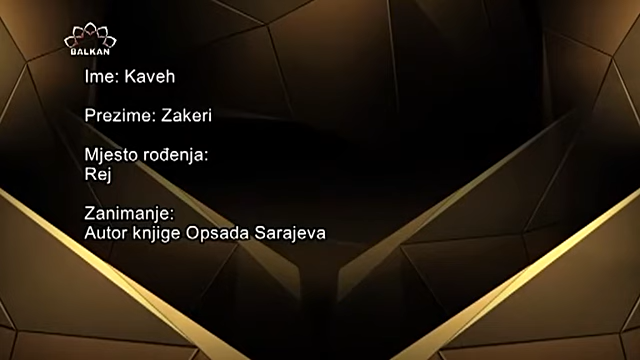 BALKAN
Ime: Kaveh
Prezime: Zakeri
Mjesto rođenja:
Rej
Zanimanje:
Autor knjige Opsada Sarajeva